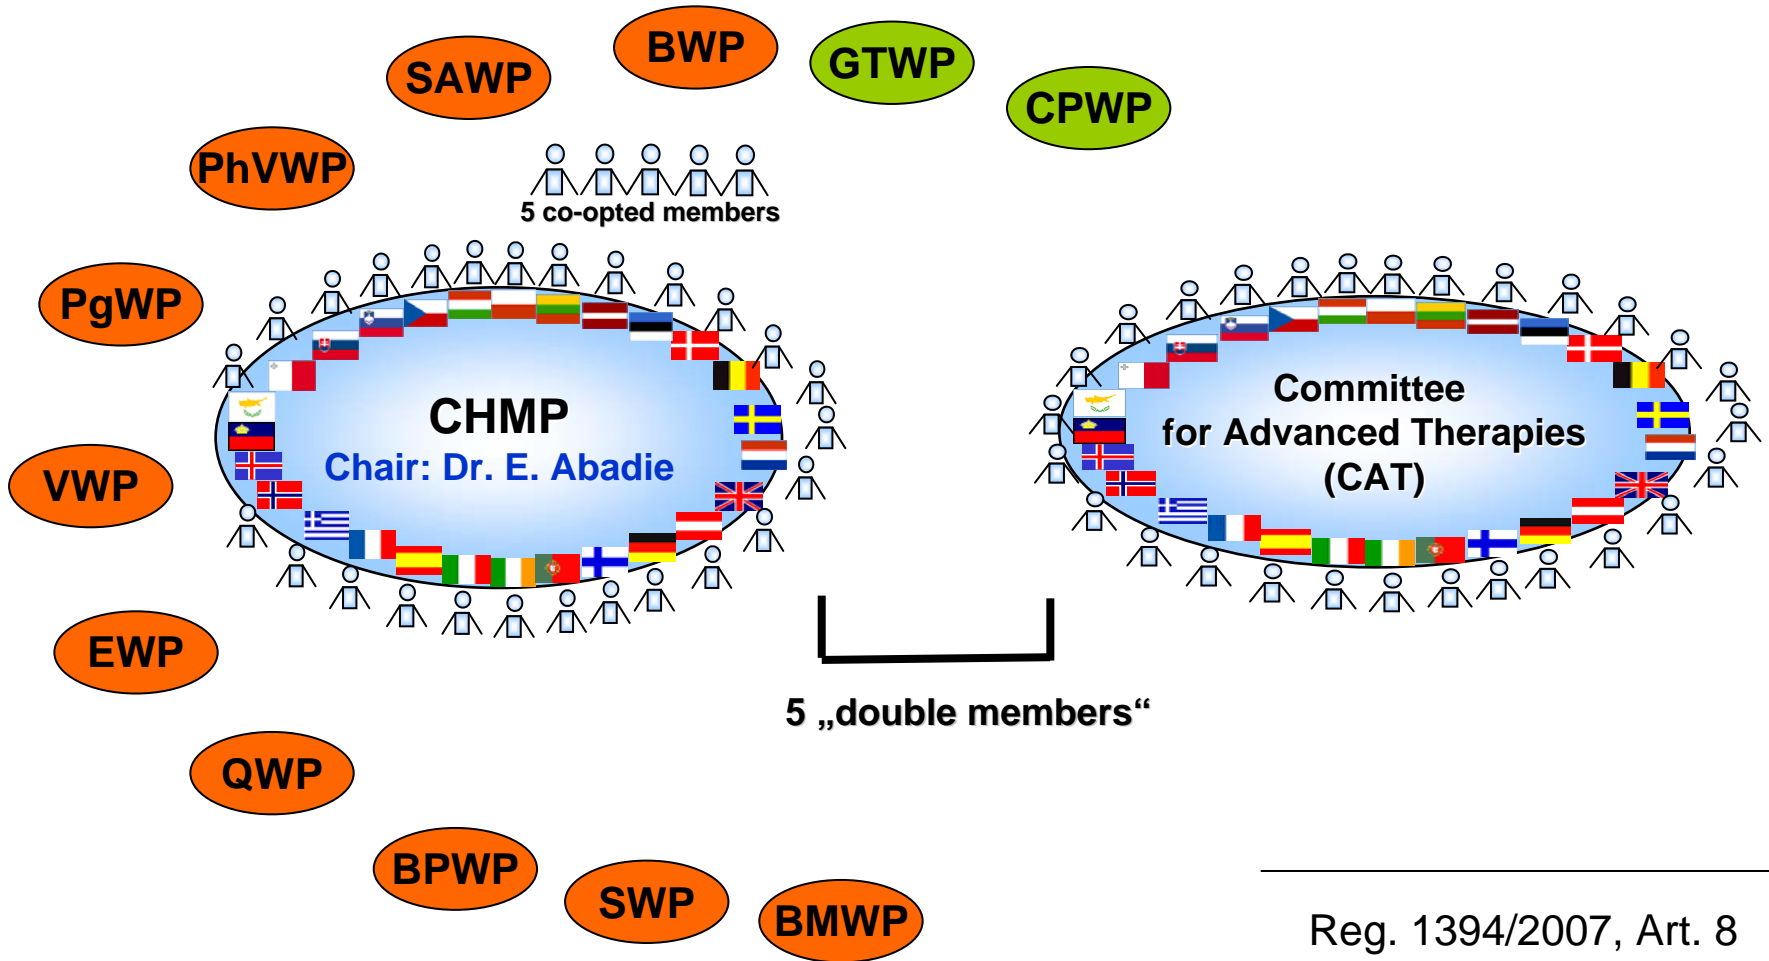 BWP
GTWP
SAWP
CPWP
PhVWP
5 co-opted members
PgWP
CHMP
Chair: Dr. E. Abadie
Committee
for Advanced Therapies
(CAT)
VWP
EWP
5 „double members“
QWP
BPWP
SWP
BMWP
Reg. 1394/2007, Art. 8